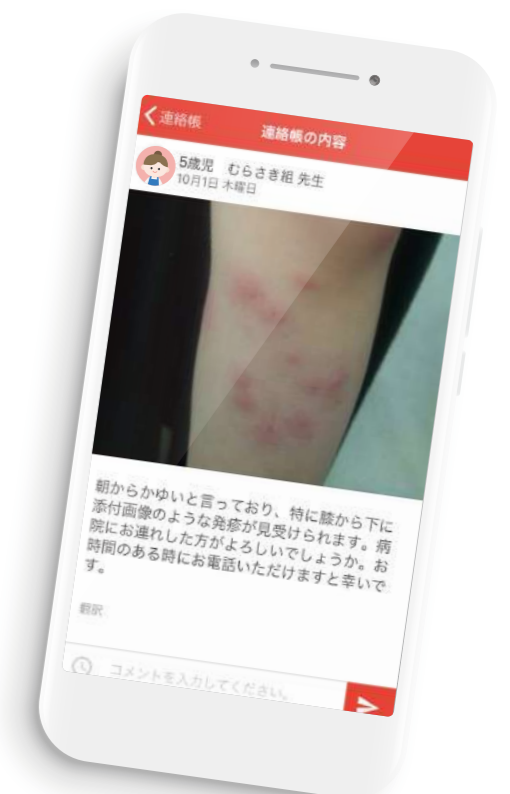 連絡帳
連絡帳の内容
5歳児　むらさき組 先生
10月1日 木曜日
朝からかゆいと言っており、特に膝から下に
添付画像のような発疹が見受けられます。病
院にお連れした方がよろしいでしょうか。お
時間のある時にお電話いただけますと幸いで
す。
翻訳
コメントを入力してください。